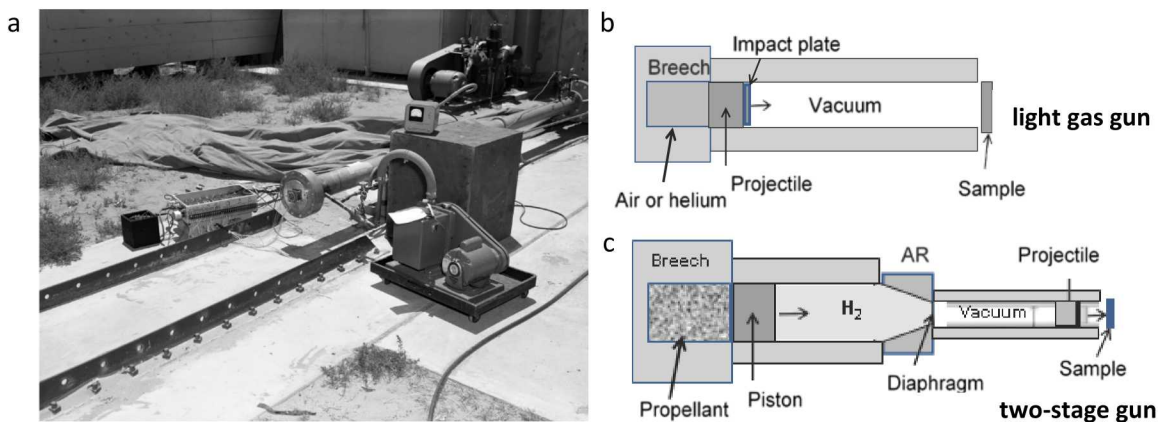 a
b
Impact plate
Breech
Vacuum
light gas gun
Projectile
Sample
Air or helium
c
AR
Projectile
Breech
H2
Vacuum
Diaphragm
Sample
Propellant
Piston
two-stage gun